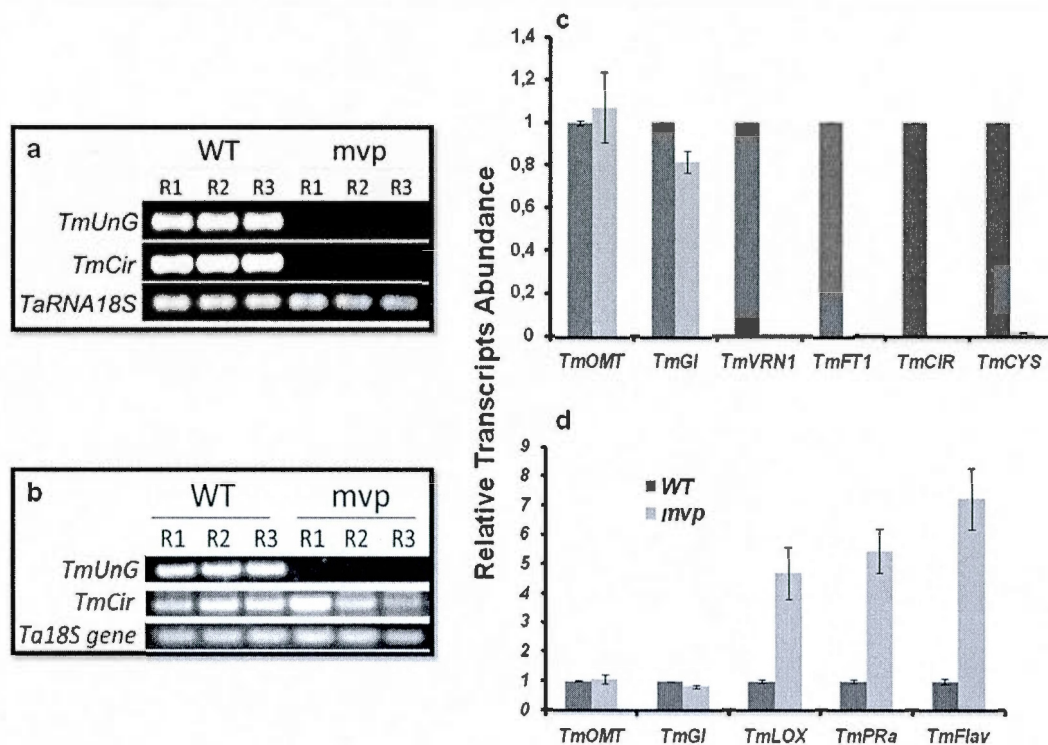 a
WT mvp
R1 R2 R3 R1 R2 R3
TmUnG
TmCir
TaRNA18S
b
WT mvp
R1 R2 R3 R1 R2 R3
TmUnG
TmCir
Ta18S gene
Relative Transcripts Abundance
c
1,4
1,2
1
0,8
0,6
0,4
0,2
0
TmOMT TmGI TmVRN1 TmFT1 TmCIR TmCYS
d
9
8
7
6
5
4
3
2
1
0
WT
mvp
TmOMT TmGI TmLOX TmPRa TmFlav